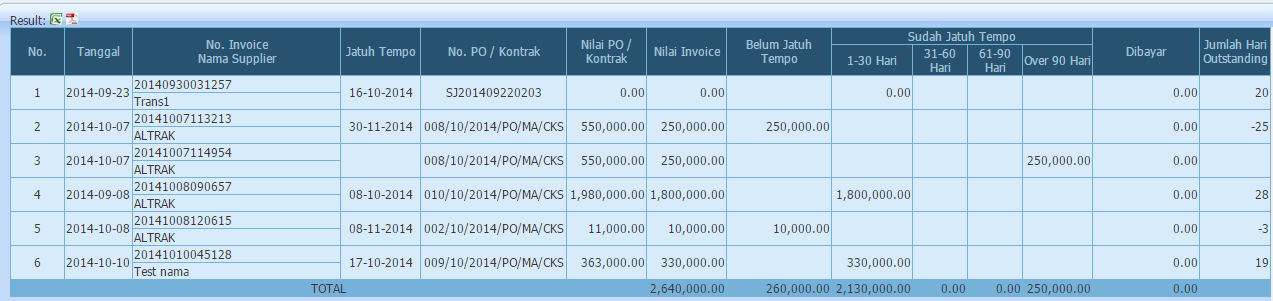 Result:
No. Tanggal No. Invoice Nama Supplier Jatuh Tempo No. PO / Kontrak Nilai PO / Kontrak Nilai Invoice Belum Jatuh Tempo Sudah Jatuh Tempo Dibayar Jumlah Hari Outstanding
1-30 Hari 31-60 Hari 61-90 Hari Over 90 Hari
1 2014-09-23 20140930031257 16-10-2014 SJ201409220203 0.00 0.00 0.00 0.00 20
Trans1
2 2014-10-07 20141007113213 30-11-2014 008/10/2014/PO/MA/CKS 550,000.00 250,000.00 250,000.00 0.00 -25
ALTRAK
3 2014-10-07 20141007114954 008/10/2014/PO/MA/CKS 550,000.00 250,000.00 250,000.00 0.00
ALTRAK
4 2014-09-08 20141008090657 08-10-2014 010/10/2014/PO/MA/CKS 1,980,000.00 1,800,000.00 1,800,000.00 0.00 28
ALTRAK
5 2014-10-08 20141008120615 08-11-2014 002/10/2014/PO/MA/CKS 11,000.00 10,000.00 10,000.00 0.00 -3
ALTRAK
6 2014-10-10 20141010045128 17-10-2014 009/10/2014/PO/MA/CKS 363,000.00 330,000.00 330,000.00 0.00 19
Test nama
TOTAL 2,640,000.00 260,000.00 2,130,000.00 0.00 0.00 250,000.00 0.00